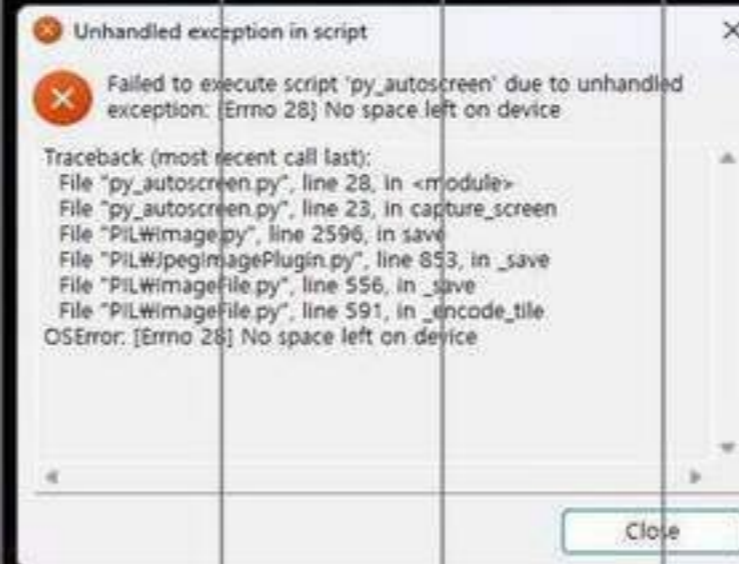 Unhandled exception in script
Failed to execute script 'py_autoscreen' due to unhandled
exception: [Errno 28] No space left on device
Traceback (most recent call last):
File "py_autoscreen.py", line 28, in <module>
File "py_autoscreen.py", line 23, in capture_screen
File "PIL₩Image.py", line 2596, in save
File "PIL₩JpegImagePlugin.py", line 853, in _save
File "PIL₩ImageFile.py", line 556, in _save
File "PIL₩ImageFile.py", line 591, in _encode_tile
OSError: [Errno 28] No space left on device
Close